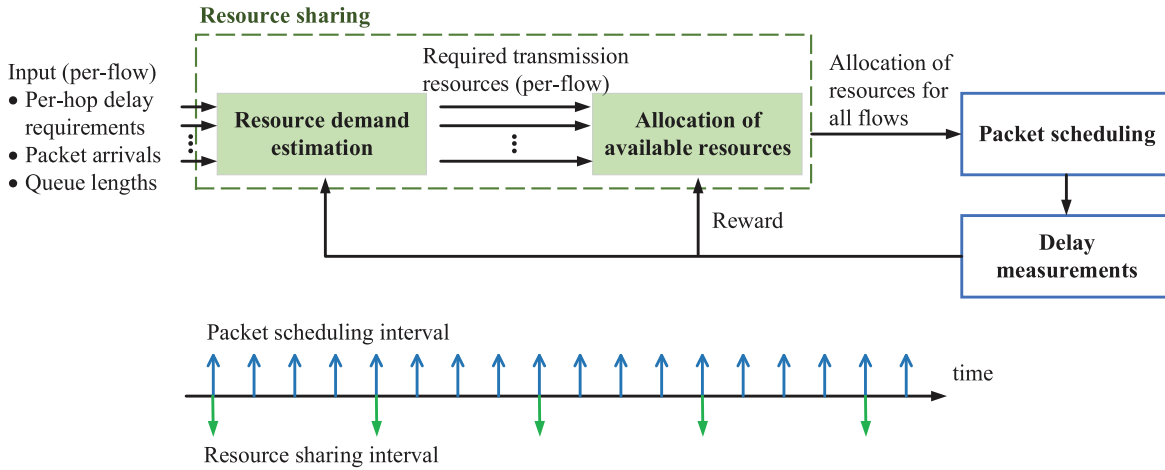 Resource sharing
Input (per-flow)
• Per-hop delay
requirements
• Packet arrivals
• Queue lengths
Resource demand
estimation
Required transmission
resources (per-flow)
Allocation of
available resources
Allocation of
resources for
all flows
Packet scheduling
Reward
Delay
measurements
Packet scheduling interval
time
Resource sharing interval